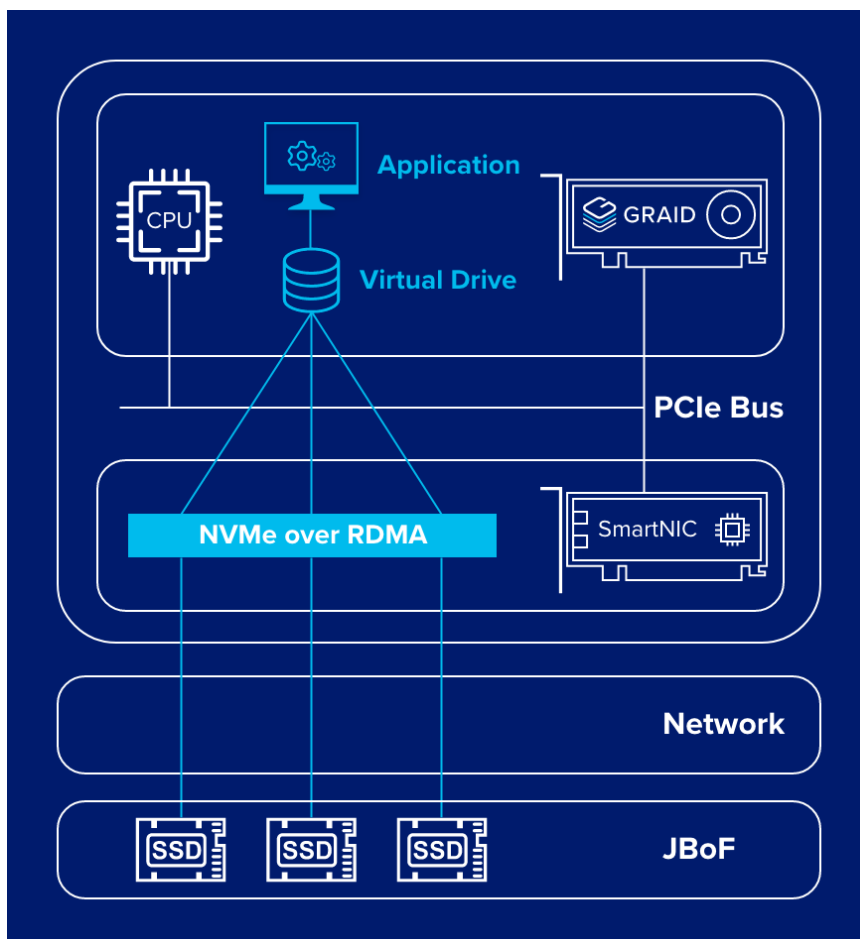 Application
CPU
GRAID
Virtual Drive
PCIe Bus
NVMe over RDMA
SmartNIC
Network
SSD SSD SSD
JBoF